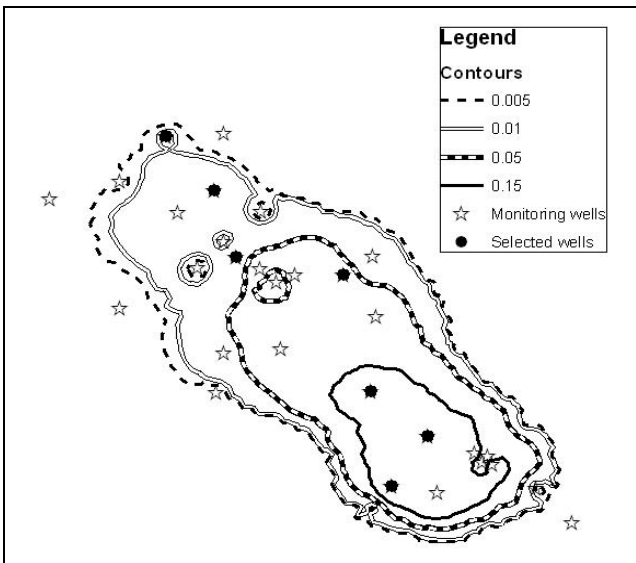 Legend
Contours
0.005
0.01
0.05
0.15
Monitoring wells
Selected wells